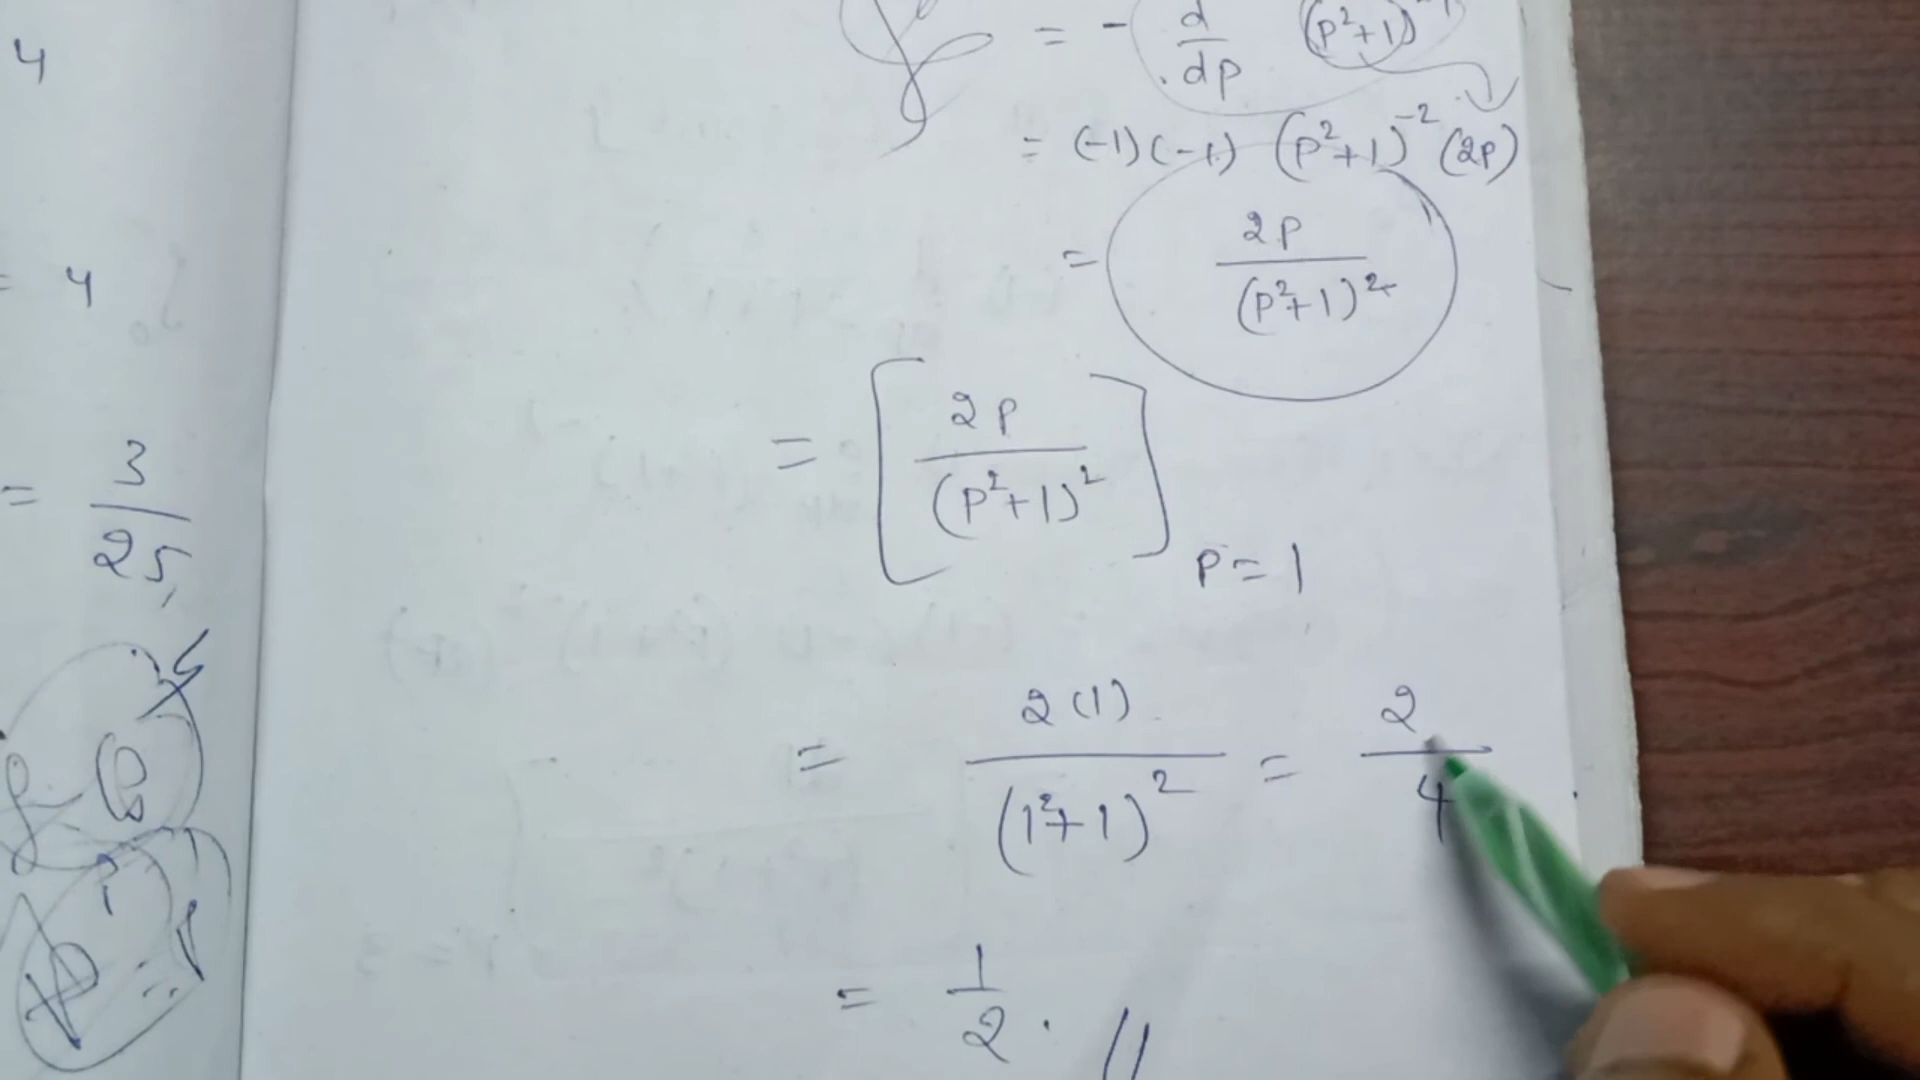 4
= - d/dp (p²+1)⁻¹
= (-1)(-1) (p²+1)⁻² (2p)
= 2p/(p²+1)²
= 4
= [2p/(p²+1)²] p=1
= 3/25,
= 2(1)/(1²+1)² = 2/4
= 1/2. //